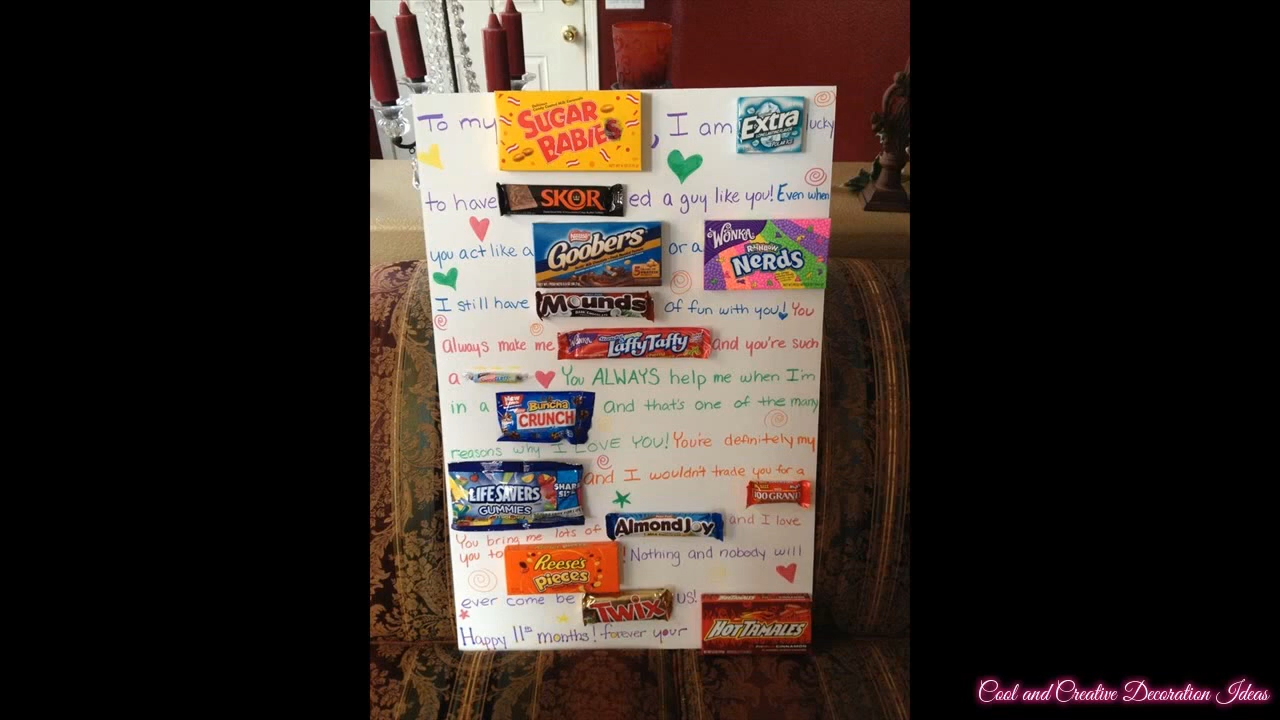 To my SUGAR BABIES, I am Extra lucky
to have SKOR ed a guy like you! Even when
you act like a Nestlé Goobers or a WONKA RAINBOW NERDS
I still have Mounds of fun with you! You
always make me WONKA Laffy Taffy and you're such
a
You ALWAYS help me when I'm
in a Buncha CRUNCH and that's one of the many
reasons why I LOVE YOU! You're definitely my
LIFE SAVERS GUMMIES SHARE SIZE and I wouldn't trade you for a
100 GRAND
You bring me lots of Almond Joy and I love
you to Reese's Pieces! Nothing and nobody will
ever come be TWIX US!
Happy 11th months! forever your HOT TAMALES
Cool and Creative Decoration Ideas